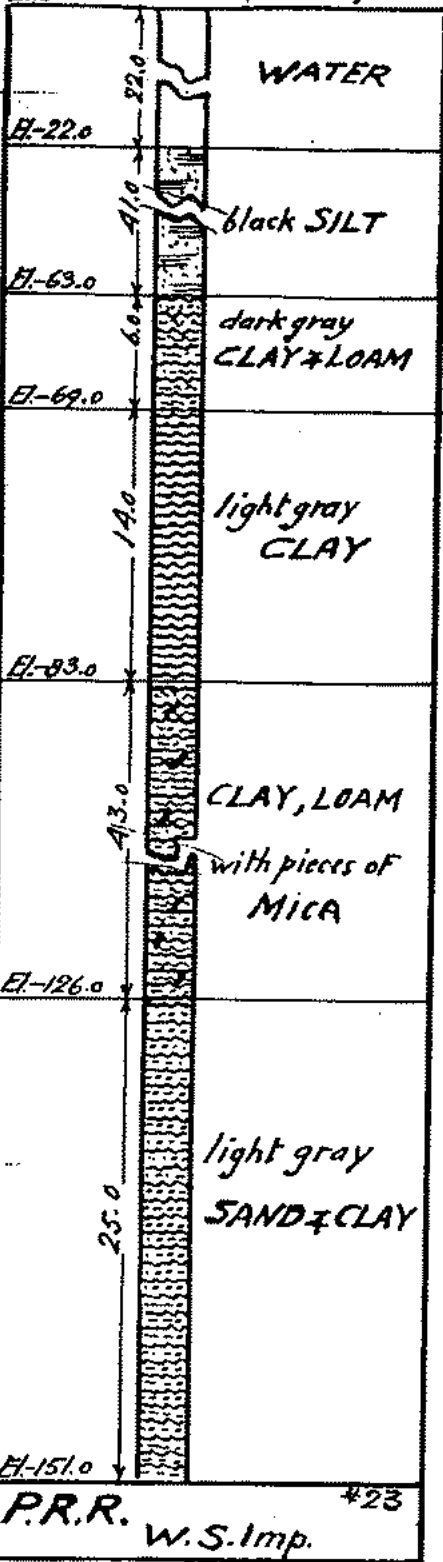 22.0
WATER
El.-22.0
41.0
black SILT
El.-63.0
6.0
dark gray
CLAY & LOAM
El.-69.0
14.0
light gray
CLAY
El.-83.0
43.0
CLAY, LOAM
with pieces of
MICA
El.-126.0
25.0
light gray
SAND & CLAY
El.-151.0
P.R.R.
#23
W.S.Imp.